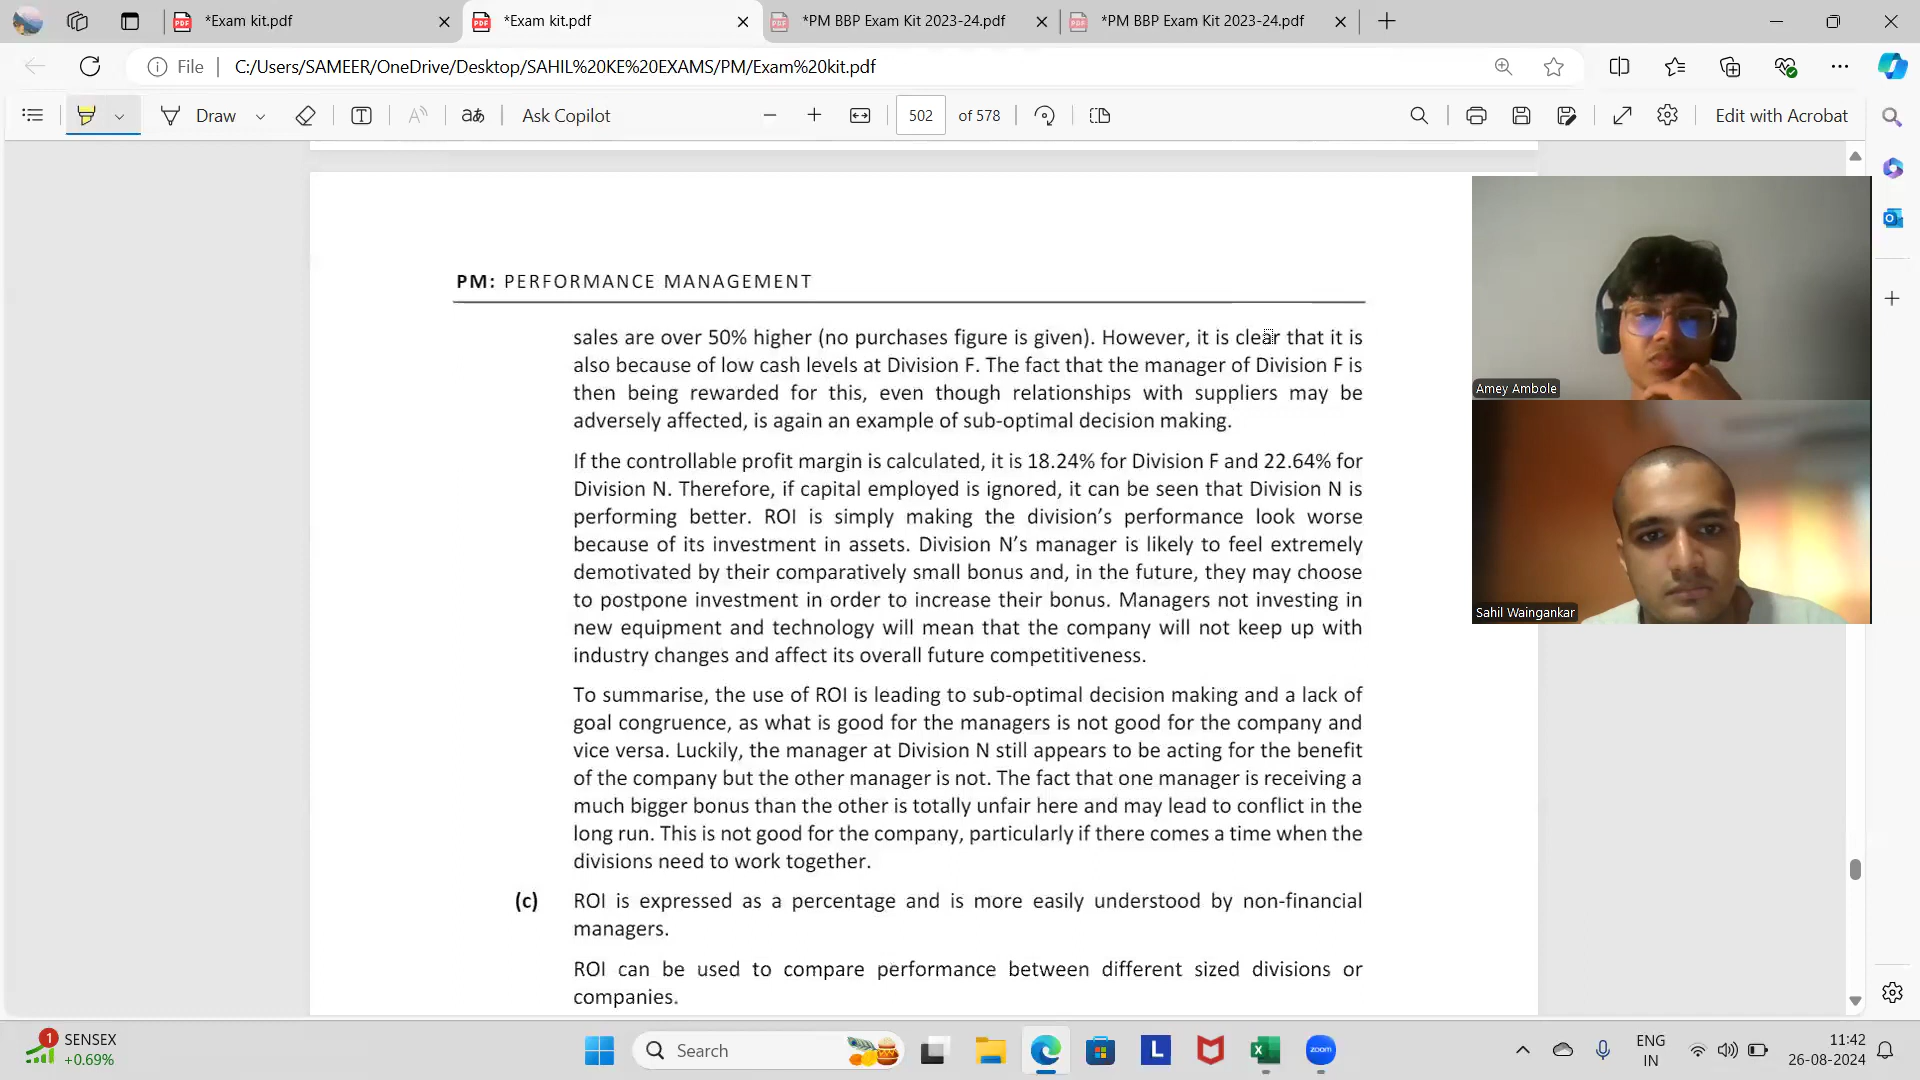 *Exam kit.pdf
*Exam kit.pdf
*PM BBP Exam Kit 2023-24.pdf
*PM BBP Exam Kit 2023-24.pdf
File
C:/Users/SAMEER/OneDrive/Desktop/SAHIL%20KE%20EXAMS/PM/Exam%20kit.pdf
Draw
aあ
Ask Copilot
502 of 578
Edit with Acrobat
PM: PERFORMANCE MANAGEMENT
sales are over 50% higher (no purchases figure is given). However, it is clear that it is
also because of low cash levels at Division F. The fact that the manager of Division F is
then being rewarded for this, even though relationships with suppliers may be
adversely affected, is again an example of sub-optimal decision making.
If the controllable profit margin is calculated, it is 18.24% for Division F and 22.64% for
Division N. Therefore, if capital employed is ignored, it can be seen that Division N is
performing better. ROI is simply making the division’s performance look worse
because of its investment in assets. Division N’s manager is likely to feel extremely
demotivated by their comparatively small bonus and, in the future, they may choose
to postpone investment in order to increase their bonus. Managers not investing in
new equipment and technology will mean that the company will not keep up with
industry changes and affect its overall future competitiveness.
To summarise, the use of ROI is leading to sub-optimal decision making and a lack of
goal congruence, as what is good for the managers is not good for the company and
vice versa. Luckily, the manager at Division N still appears to be acting for the benefit
of the company but the other manager is not. The fact that one manager is receiving a
much bigger bonus than the other is totally unfair here and may lead to conflict in the
long run. This is not good for the company, particularly if there comes a time when the
divisions need to work together.
(c) ROI is expressed as a percentage and is more easily understood by non-financial
managers.
ROI can be used to compare performance between different sized divisions or
companies.
Amey Ambole
Sahil Waingankar
1
SENSEX
+0.69%
Search
L
zoom
ENG
IN
11:42
26-08-2024